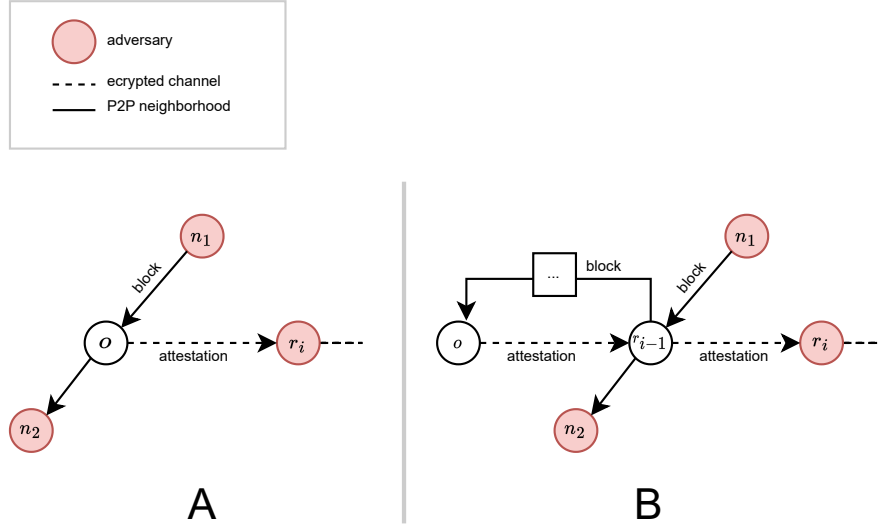 adversary
ecrypted channel
P2P neighborhood
n1
block
o
attestation
ri
n2
A
n1
...
block
block
o
attestation
ri−1
attestation
ri
n2
B